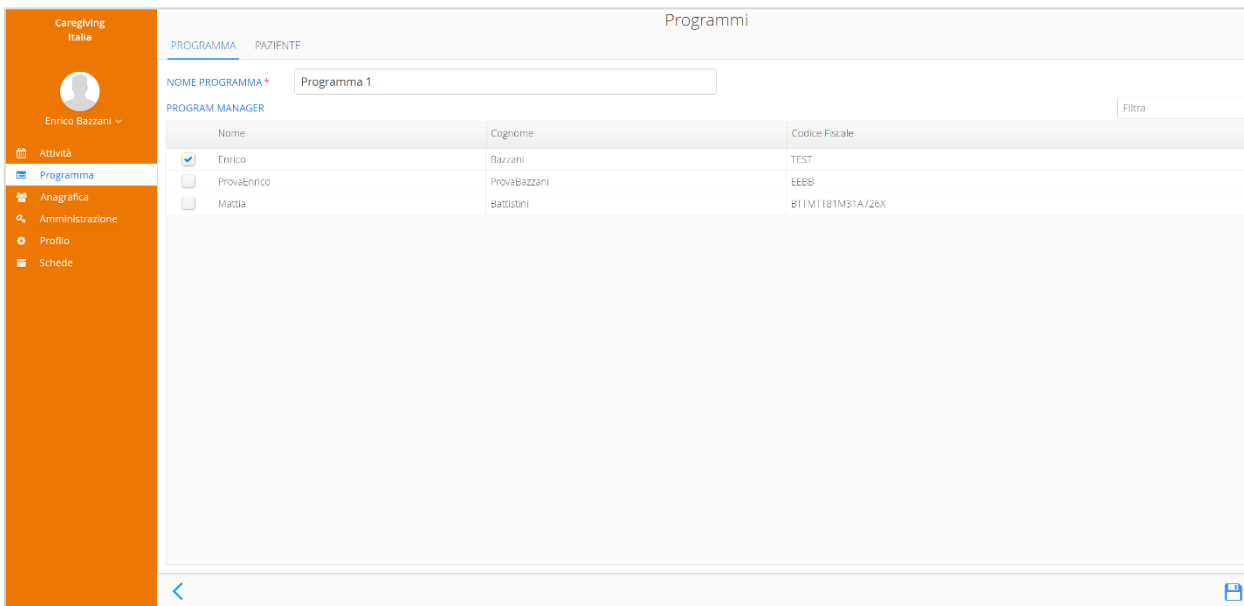 Caregiving
Italia
Enrico Bazzani
Attività
Programma
Anagrafica
Amministrazione
Profilo
Schede
Programmi
PROGRAMMA PAZIENTE
NOME PROGRAMMA * Programma 1
PROGRAM MANAGER Filtra
Nome Cognome Codice Fiscale
Enrico Bazzani TEST
ProvaEnrico ProvaBazzani EEBB
Mattia Battistini BTTMTT81M31A726X